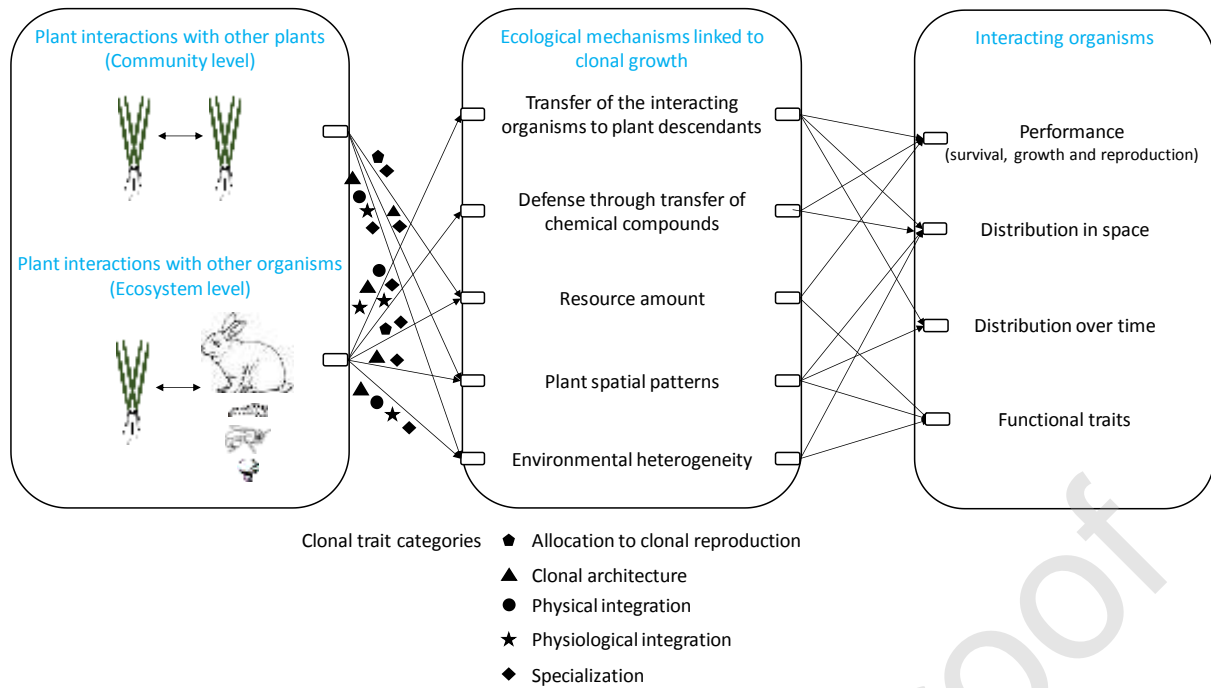 Plant interactions with other plants
(Community level)
Plant interactions with other organisms
(Ecosystem level)
Ecological mechanisms linked to
clonal growth
Transfer of the interacting
organisms to plant descendants
Defense through transfer of
chemical compounds
Resource amount
Plant spatial patterns
Environmental heterogeneity
Interacting organisms
Performance
(survival, growth and reproduction)
Distribution in space
Distribution over time
Functional traits
Clonal trait categories
Allocation to clonal reproduction
Clonal architecture
Physical integration
Physiological integration
Specialization